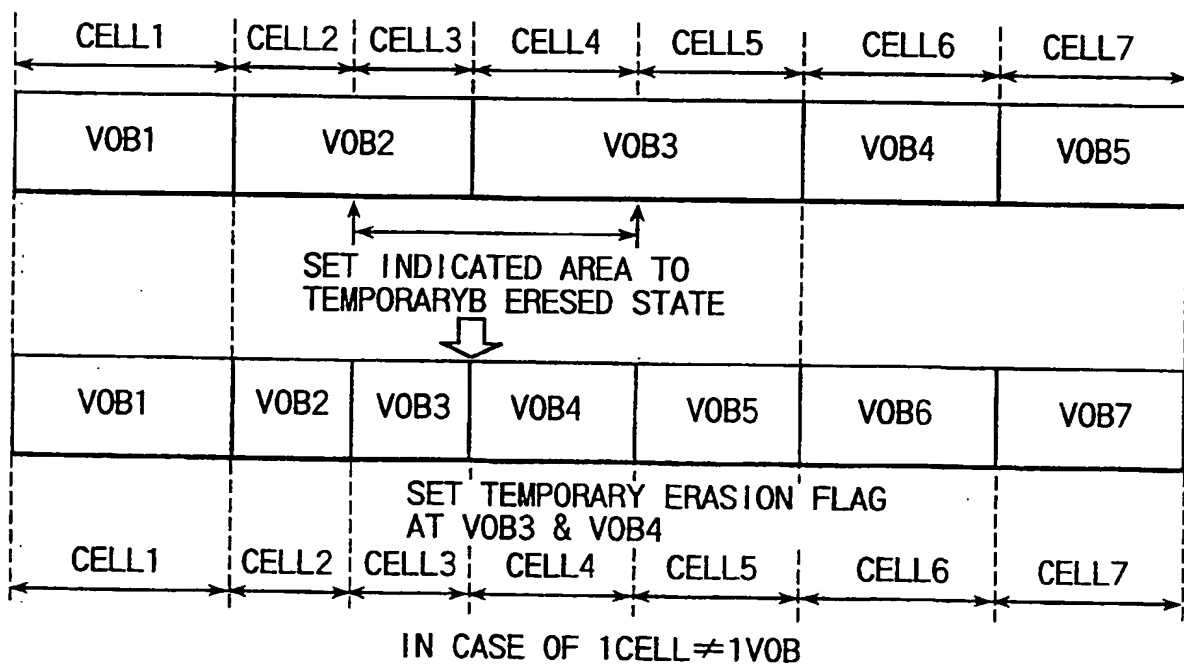 CELL1 CELL2 CELL3 CELL4 CELL5 CELL6 CELL7
VOB1 VOB2 VOB3 VOB4 VOB5
SET INDICATED AREA TO
TEMPORARYB ERESED STATE
VOB1 VOB2 VOB3 VOB4 VOB5 VOB6 VOB7
SET TEMPORARY ERASION FLAG
AT VOB3 & VOB4
CELL1 CELL2 CELL3 CELL4 CELL5 CELL6 CELL7
IN CASE OF 1CELL≠1VOB